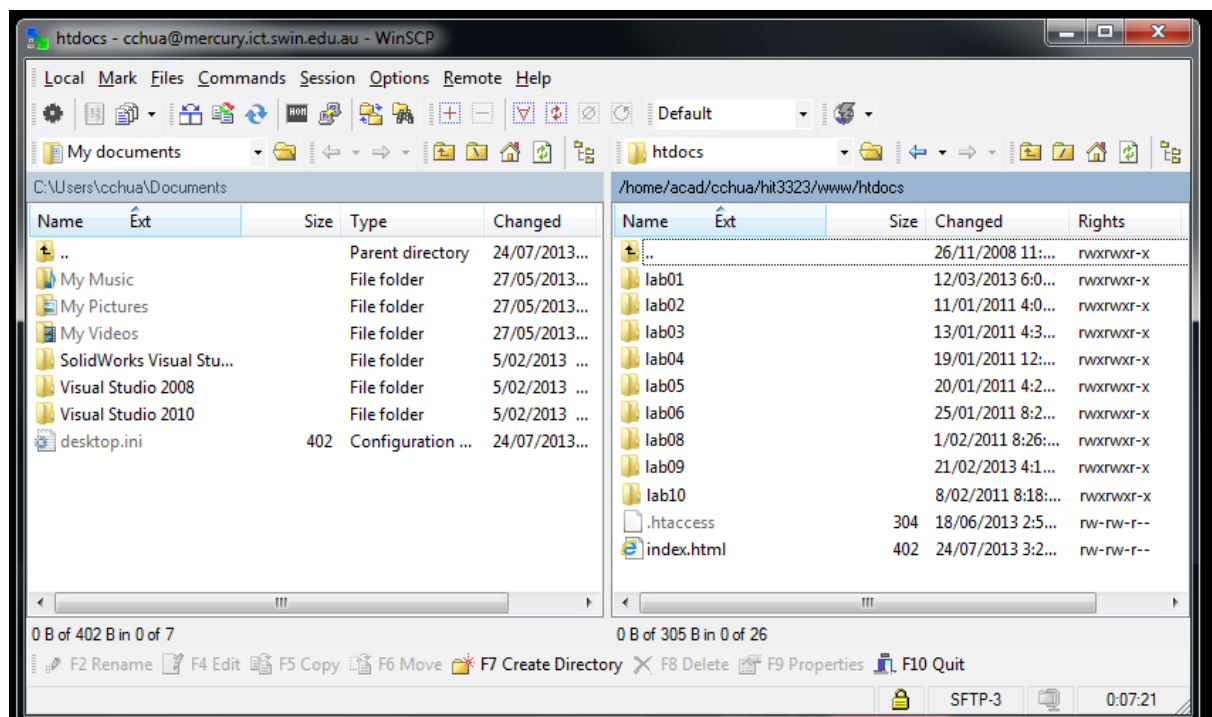 htdocs - cchua@mercury.ict.swin.edu.au - WinSCP
Local Mark Files Commands Session Options Remote Help
Default
My documents
htdocs
C:\Users\cchua\Documents
/home/acad/cchua/hit3323/www/htdocs
Name Ext Size Type Changed
Name Ext Size Changed Rights
.. Parent directory 24/07/2013...
My Music File folder 27/05/2013...
My Pictures File folder 27/05/2013...
My Videos File folder 27/05/2013...
SolidWorks Visual Stu... File folder 5/02/2013 ...
Visual Studio 2008 File folder 5/02/2013 ...
Visual Studio 2010 File folder 5/02/2013 ...
desktop.ini 402 Configuration ... 24/07/2013...
.. 26/11/2008 11:... rwxrwxr-x
lab01 12/03/2013 6:0... rwxrwxr-x
lab02 11/01/2011 4:0... rwxrwxr-x
lab03 13/01/2011 4:3... rwxrwxr-x
lab04 19/01/2011 12:... rwxrwxr-x
lab05 20/01/2011 4:2... rwxrwxr-x
lab06 25/01/2011 8:2... rwxrwxr-x
lab08 1/02/2011 8:26:... rwxrwxr-x
lab09 21/02/2013 4:1... rwxrwxr-x
lab10 8/02/2011 8:18:... rwxrwxr-x
.htaccess 304 18/06/2013 2:5... rw-rw-r--
index.html 402 24/07/2013 3:2... rw-rw-r--
0 B of 402 B in 0 of 7
0 B of 305 B in 0 of 26
F2 Rename F4 Edit F5 Copy F6 Move F7 Create Directory F8 Delete F9 Properties F10 Quit
SFTP-3 0:07:21